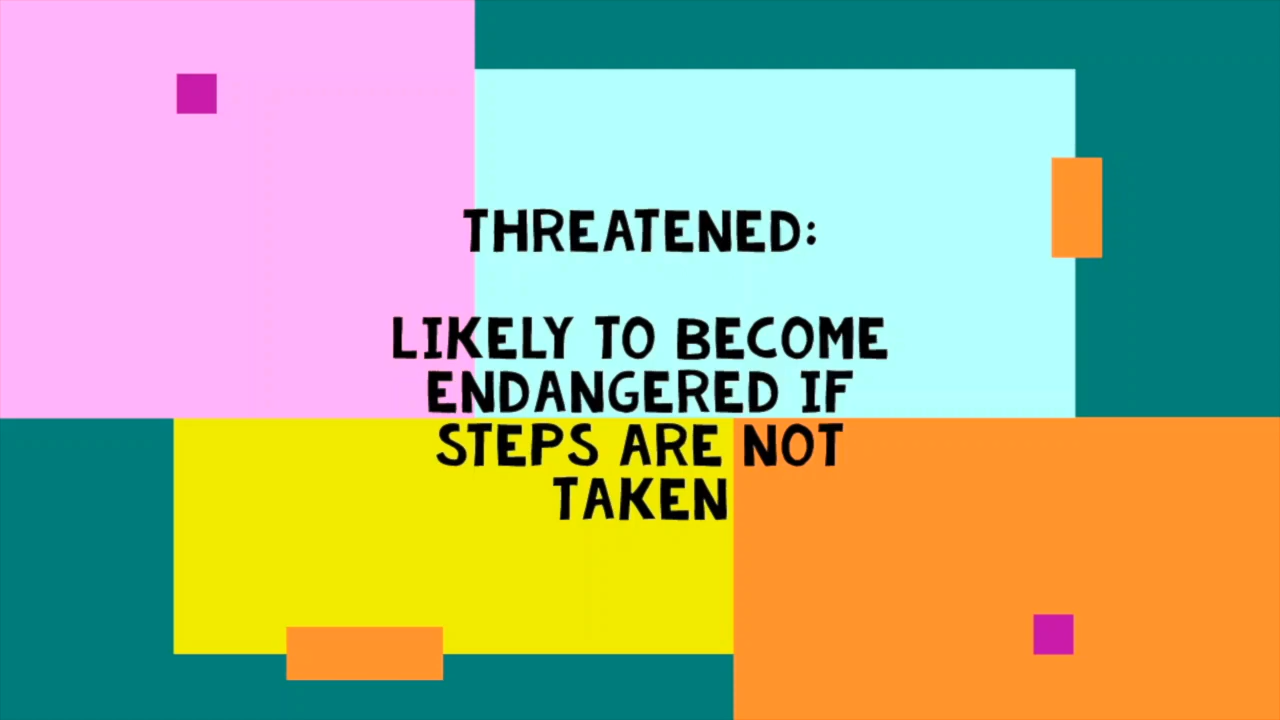 THREATENED:
LIKELY TO BECOME
ENDANGERED IF
STEPS ARE NOT
TAKEN